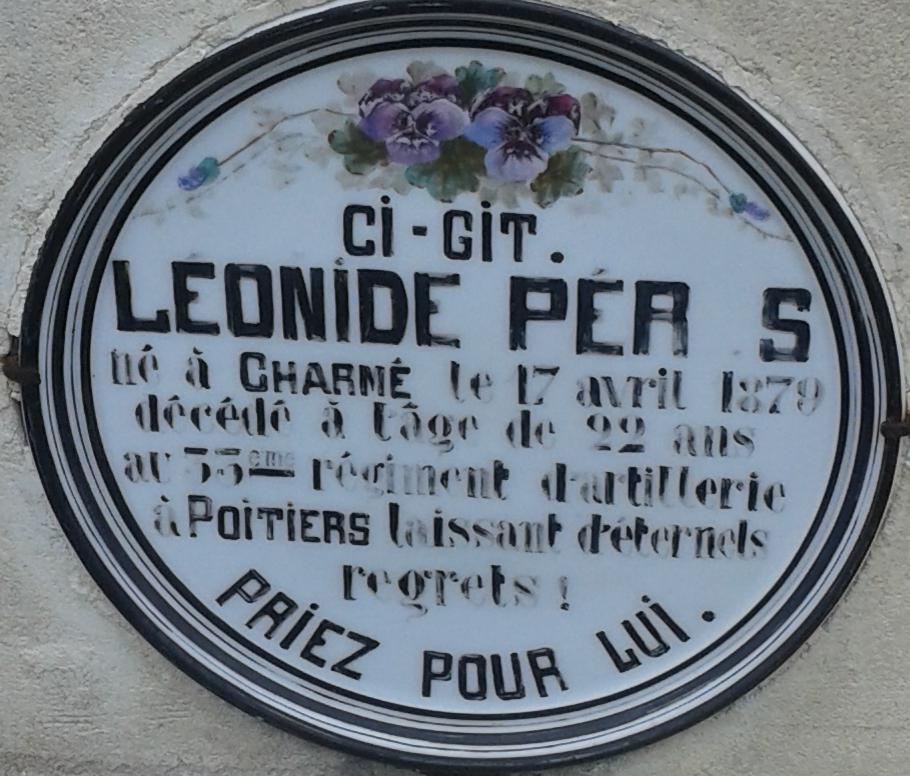 CI-GIT.
LEONIDE PÉR S
né à CHARMÉ le 17 avril 1879
décédé à l'âge de 22 ans
au 33eme régiment d'artillerie
à POITIERS laissant d'éternels
regrets !
PRIEZ POUR LUI.